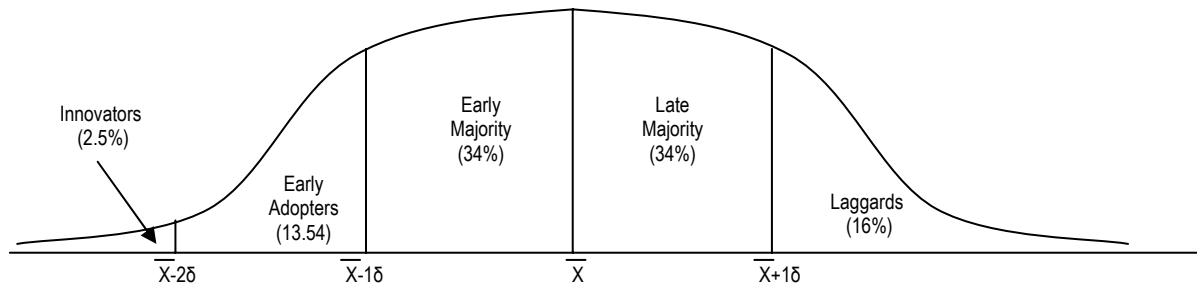 Innovators
(2.5%)
Early
Adopters
(13.54)
Early
Majority
(34%)
Late
Majority
(34%)
Laggards
(16%)
X̅-2δ
X̅-1δ
X̅
X̅+1δ